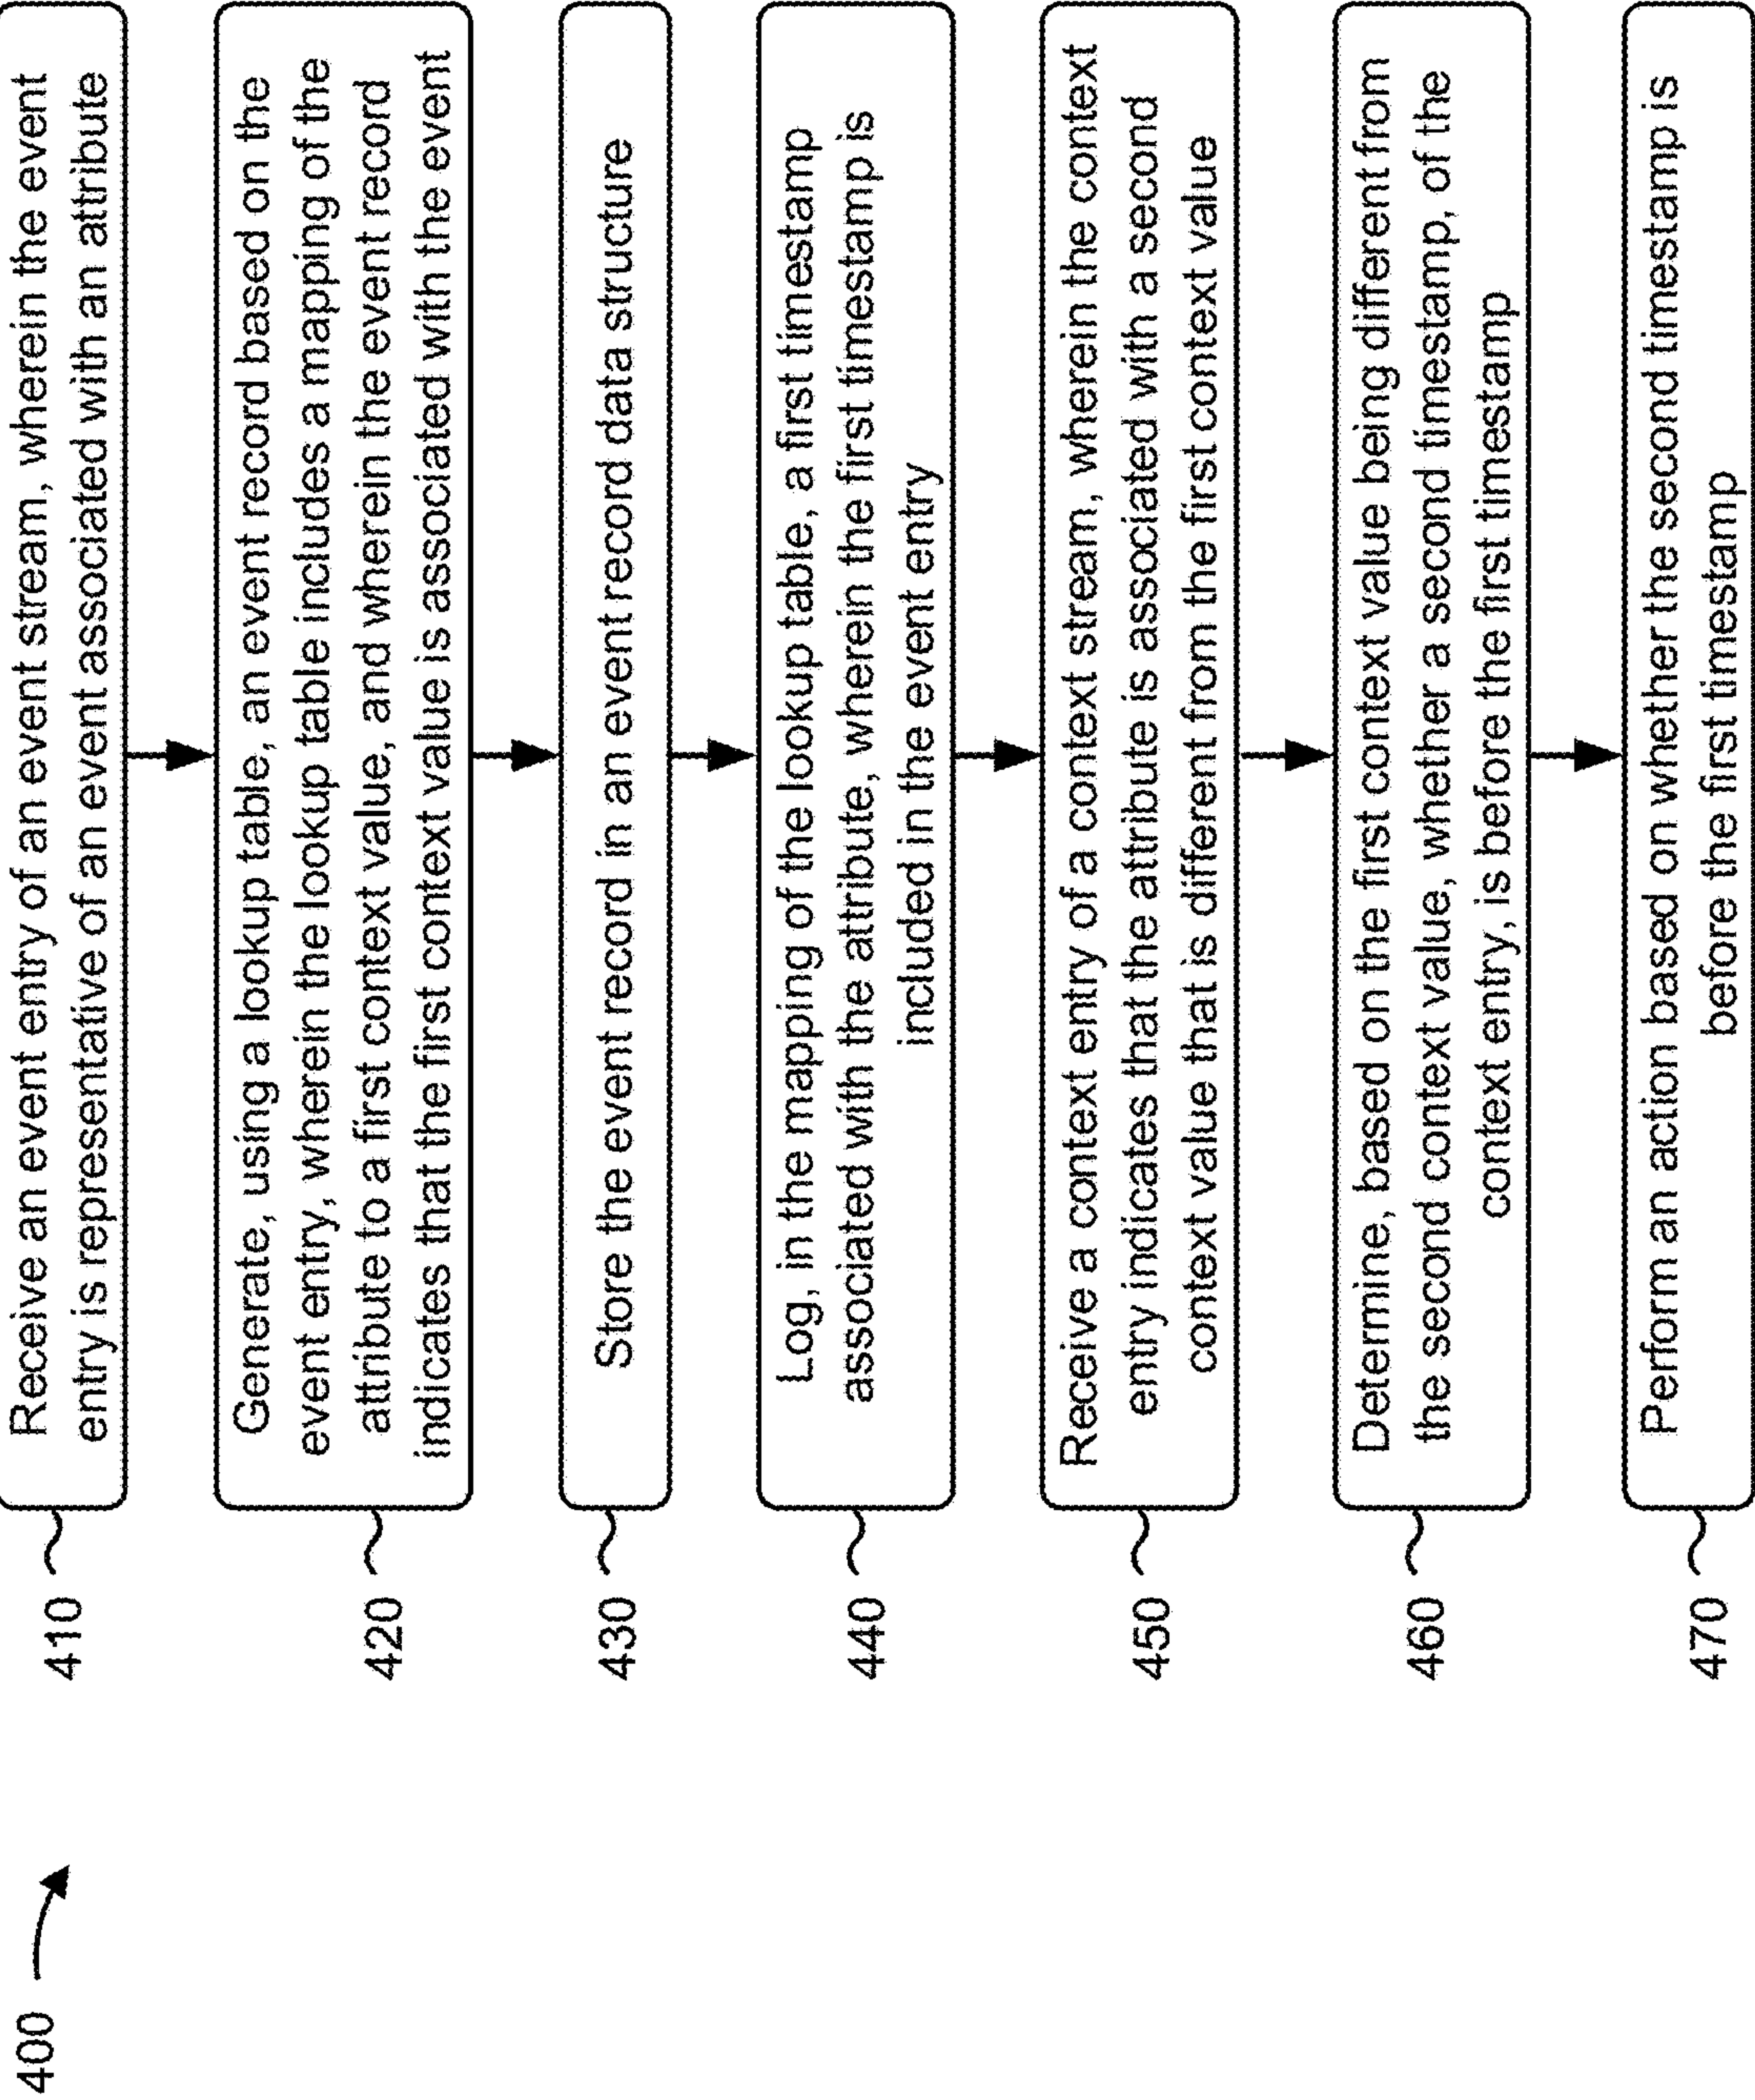 400
410
Receive an event entry of an event stream, wherein the event
entry is representative of an event associated with an attribute
420
Generate, using a lookup table, an event record based on the
event entry, wherein the lookup table includes a mapping of the
attribute to a first context value, and wherein the event record
indicates that the first context value is associated with the event
430
Store the event record in an event record data structure
440
Log, in the mapping of the lookup table, a first timestamp
associated with the attribute, wherein the first timestamp is
included in the event entry
450
Receive a context entry of a context stream, wherein the context
entry indicates that the attribute is associated with a second
context value that is different from the first context value
460
Determine, based on the first context value being different from
the second context value, whether a second timestamp, of the
context entry, is before the first timestamp
470
Perform an action based on whether the second timestamp is
before the first timestamp